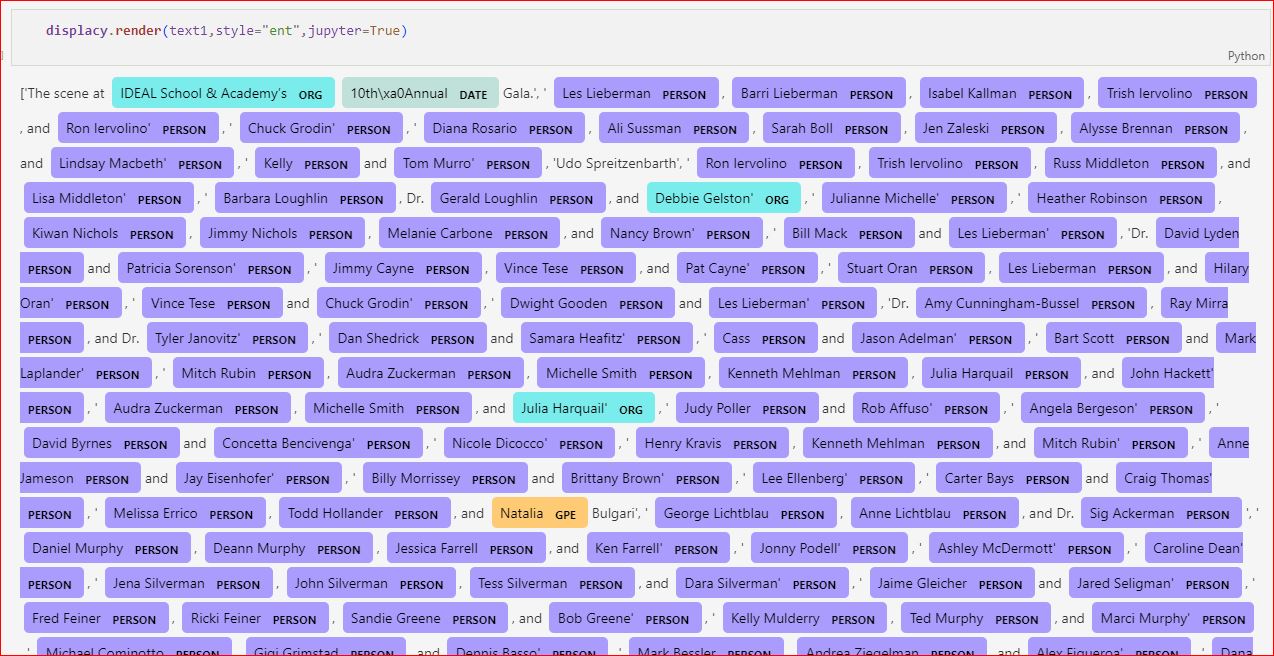 displacy.render(text1,style="ent",jupyter=True)
Python
['The scene at IDEAL School & Academy's ORG 10th\xa0Annual DATE Gala.', ' Les Lieberman PERSON , Barri Lieberman PERSON , Isabel Kallman PERSON , Trish Iervolino PERSON
, and Ron Iervolino' PERSON , ' Chuck Grodin' PERSON , ' Diana Rosario PERSON , Ali Sussman PERSON , Sarah Boll PERSON , Jen Zaleski PERSON , Alysse Brennan PERSON ,
and Lindsay Macbeth' PERSON , ' Kelly PERSON and Tom Murro' PERSON , 'Udo Spreitzenbarth', ' Ron Iervolino PERSON , Trish Iervolino PERSON , Russ Middleton PERSON , and
Lisa Middleton' PERSON , ' Barbara Loughlin PERSON , Dr. Gerald Loughlin PERSON , and Debbie Gelston' ORG , ' Julianne Michelle' PERSON , ' Heather Robinson PERSON ,
Kiwan Nichols PERSON , Jimmy Nichols PERSON , Melanie Carbone PERSON , and Nancy Brown' PERSON , ' Bill Mack PERSON and Les Lieberman' PERSON , 'Dr. David Lyden
PERSON and Patricia Sorenson' PERSON , ' Jimmy Cayne PERSON , Vince Tese PERSON , and Pat Cayne' PERSON , ' Stuart Oran PERSON , Les Lieberman PERSON , and Hilary
Oran' PERSON , ' Vince Tese PERSON and Chuck Grodin' PERSON , ' Dwight Gooden PERSON and Les Lieberman' PERSON , 'Dr. Amy Cunningham-Bussel PERSON , Ray Mirra
PERSON , and Dr. Tyler Janovitz' PERSON , ' Dan Shedrick PERSON and Samara Heafitz' PERSON , ' Cass PERSON and Jason Adelman' PERSON , ' Bart Scott PERSON and Mark
Laplander' PERSON , ' Mitch Rubin PERSON , Audra Zuckerman PERSON , Michelle Smith PERSON , Kenneth Mehlman PERSON , Julia Harquail PERSON , and John Hackett'
PERSON , ' Audra Zuckerman PERSON , Michelle Smith PERSON , and Julia Harquail' ORG , ' Judy Poller PERSON and Rob Affuso' PERSON , ' Angela Bergeson' PERSON , '
David Byrnes PERSON and Concetta Bencivenga' PERSON , ' Nicole Dicocco' PERSON , ' Henry Kravis PERSON , Kenneth Mehlman PERSON , and Mitch Rubin' PERSON , ' Anne
Jameson PERSON and Jay Eisenhofer' PERSON , ' Billy Morrissey PERSON and Brittany Brown' PERSON , ' Lee Ellenberg' PERSON , ' Carter Bays PERSON and Craig Thomas'
PERSON , ' Melissa Errico PERSON , Todd Hollander PERSON , and Natalia GPE Bulgari', ' George Lichtblau PERSON , Anne Lichtblau PERSON , and Dr. Sig Ackerman PERSON ', '
Daniel Murphy PERSON , Deann Murphy PERSON , Jessica Farrell PERSON , and Ken Farrell' PERSON , ' Jonny Podell' PERSON , ' Ashley McDermott' PERSON , ' Caroline Dean'
PERSON , ' Jena Silverman PERSON , John Silverman PERSON , Tess Silverman PERSON , and Dara Silverman' PERSON , ' Jaime Gleicher PERSON and Jared Seligman' PERSON , '
Fred Feiner PERSON , Ricki Feiner PERSON , Sandie Greene PERSON , and Bob Greene' PERSON , ' Kelly Mulderry PERSON , Ted Murphy PERSON , and Marci Murphy' PERSON
, ' Michael Cominotto PERSON , Gigi Grimstad PERSON , and Dennis Basso' PERSON , ' Mark Bessler PERSON , Andrea Ziegelman PERSON , Alex Figueroa' PERSON , ' Dana